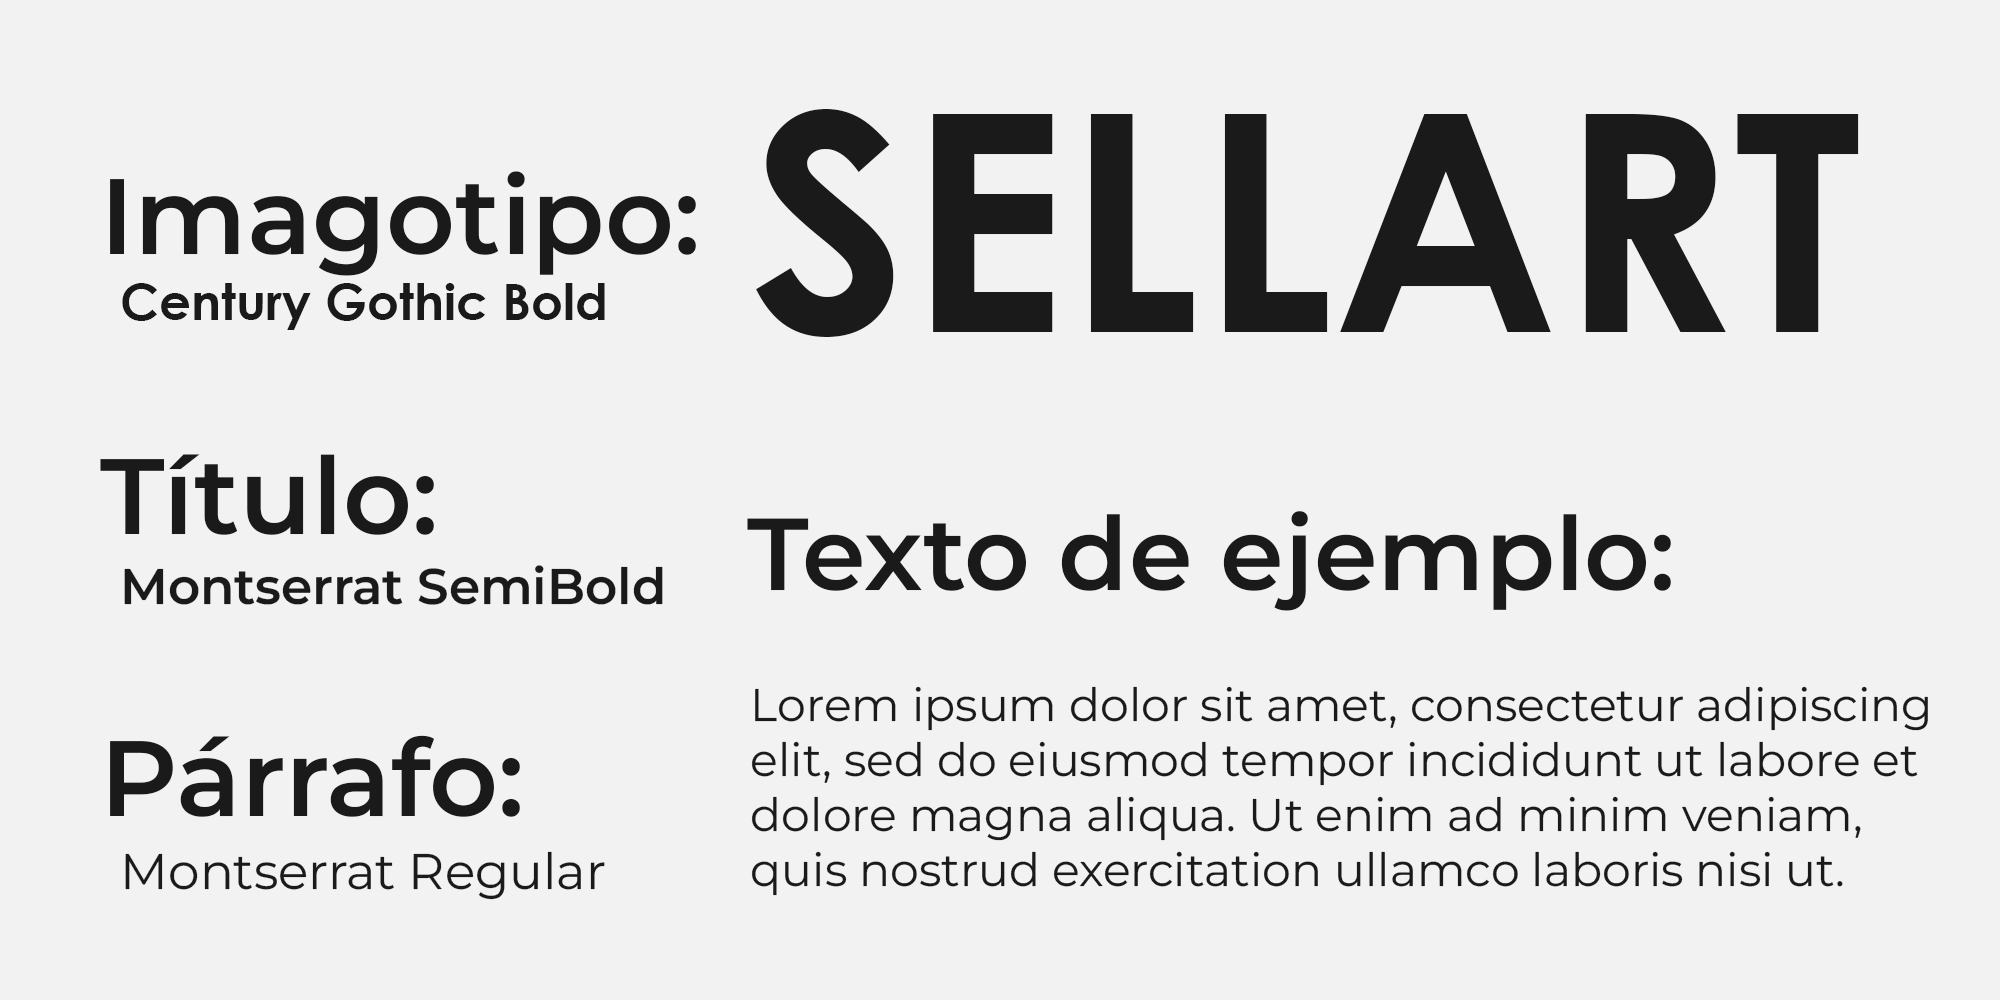 Imagotipo:
Century Gothic Bold
SELLART
Título:
Montserrat SemiBold
Texto de ejemplo:
Párrafo:
Montserrat Regular
Lorem ipsum dolor sit amet, consectetur adipiscing
elit, sed do eiusmod tempor incididunt ut labore et
dolore magna aliqua. Ut enim ad minim veniam,
quis nostrud exercitation ullamco laboris nisi ut.